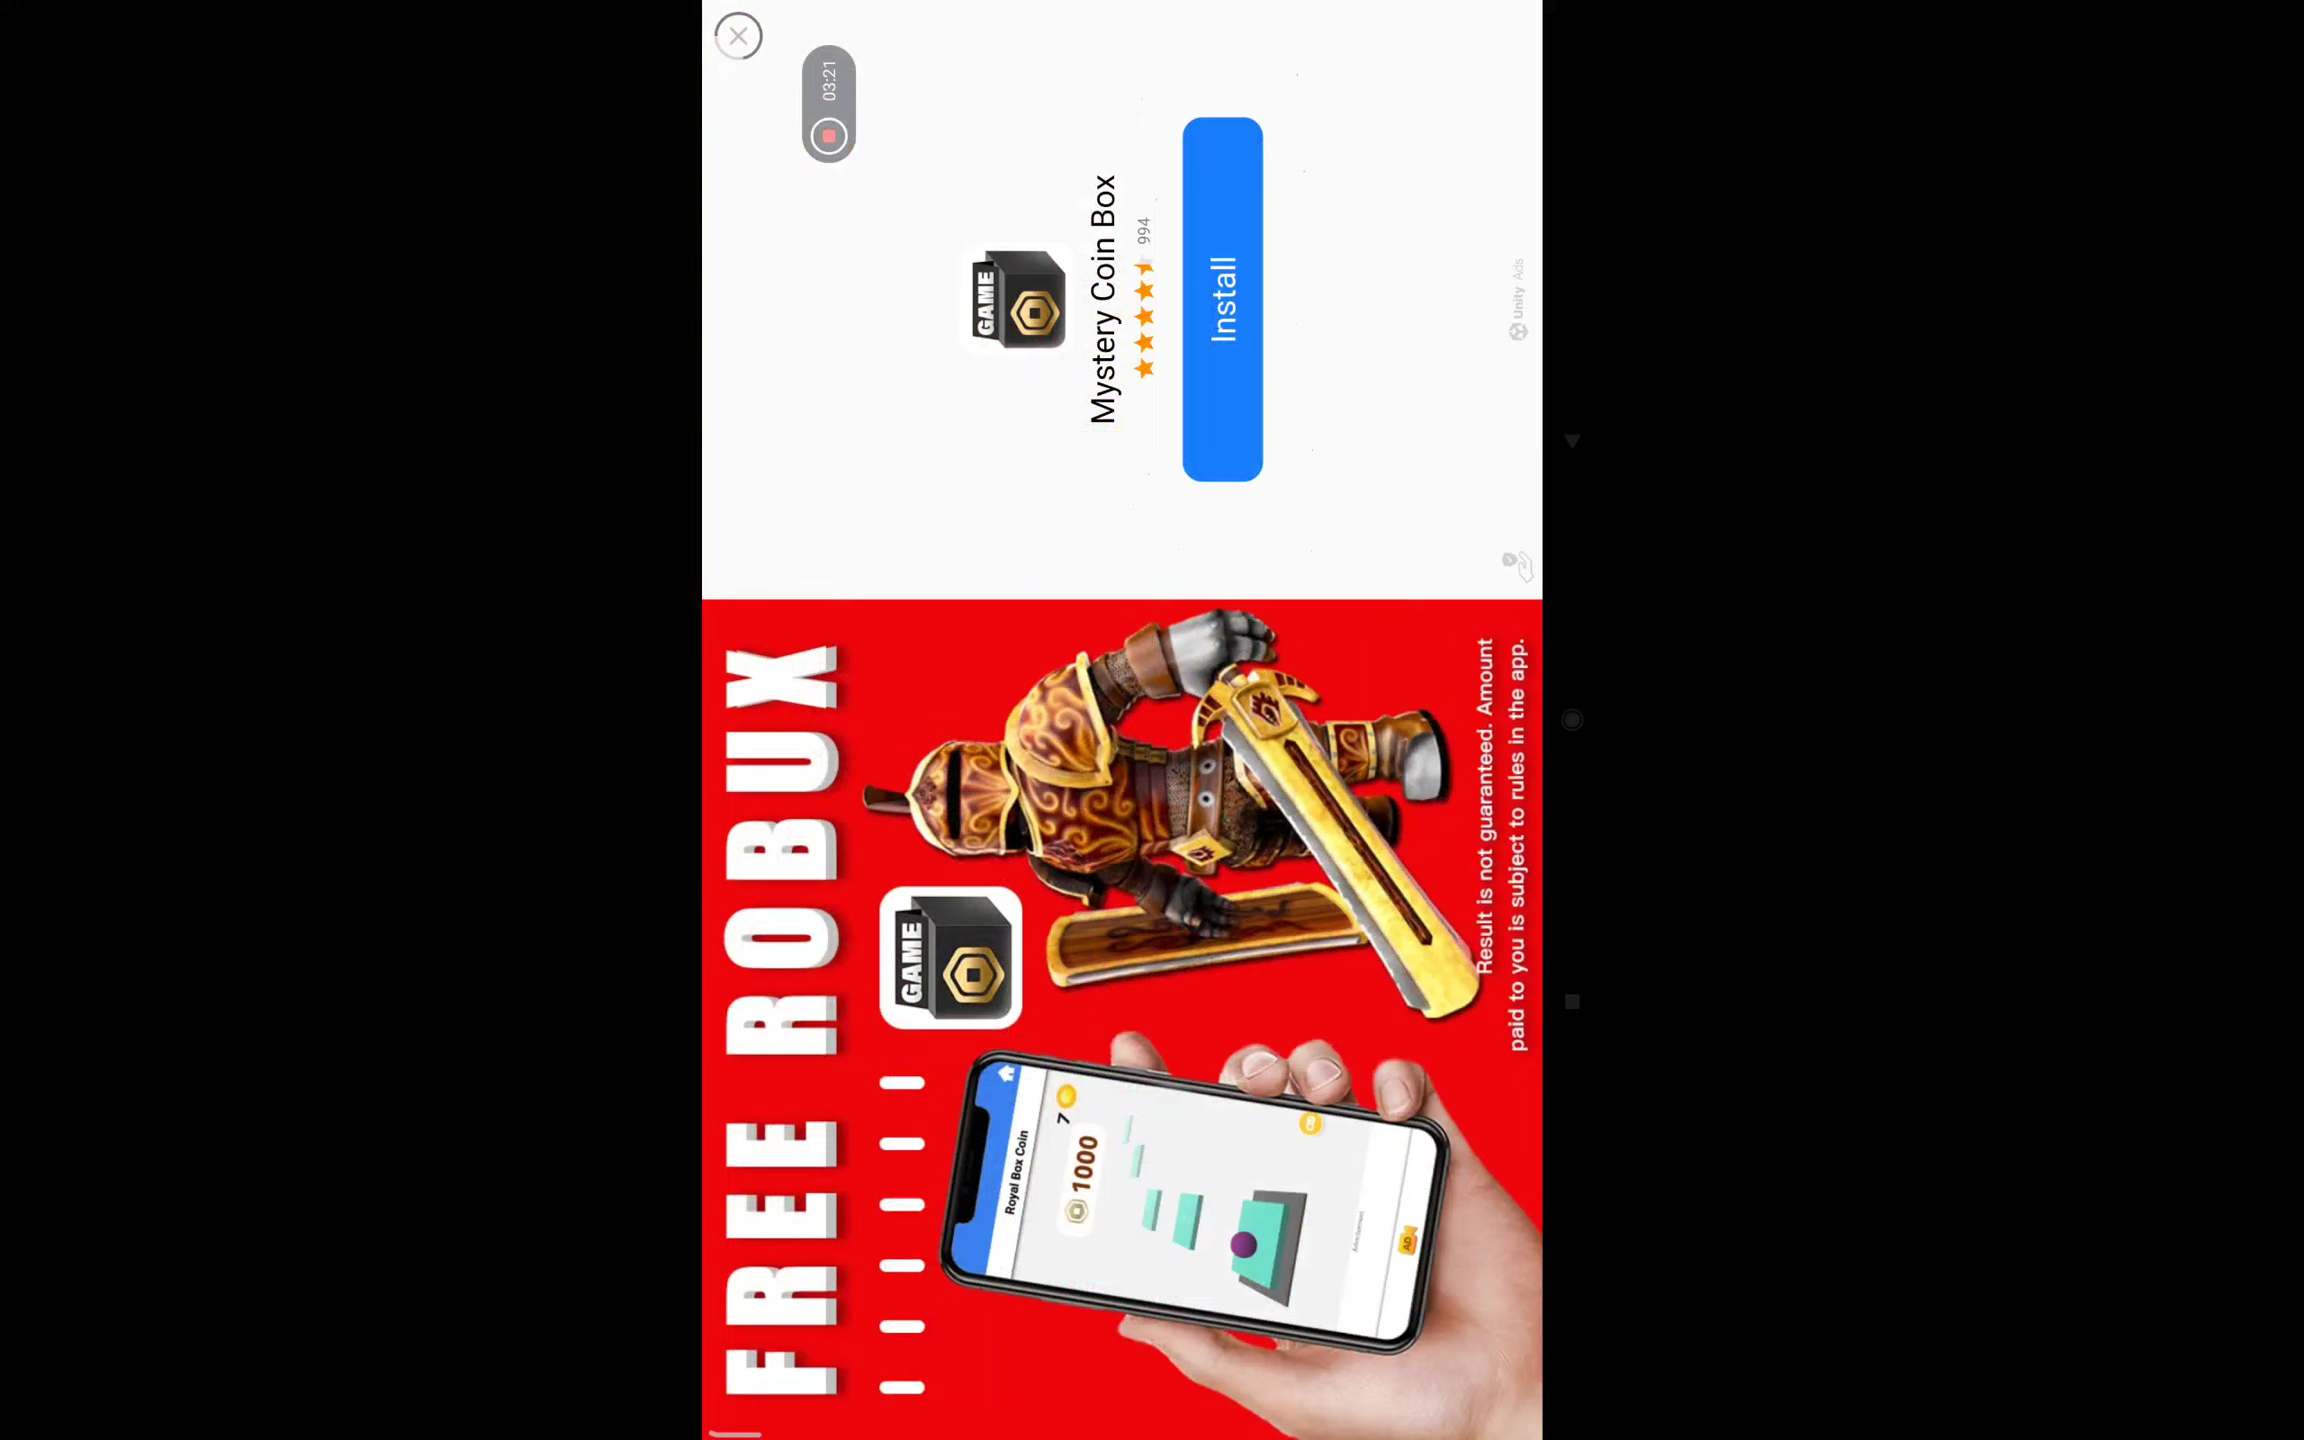 FREE ROBUX
GAME
Royal Box Coin
7
1000
AD
Result is not guaranteed. Amount
paid to you is subject to rules in the app.
03:21
GAME
Mystery Coin Box
994
Install
Unity Ads